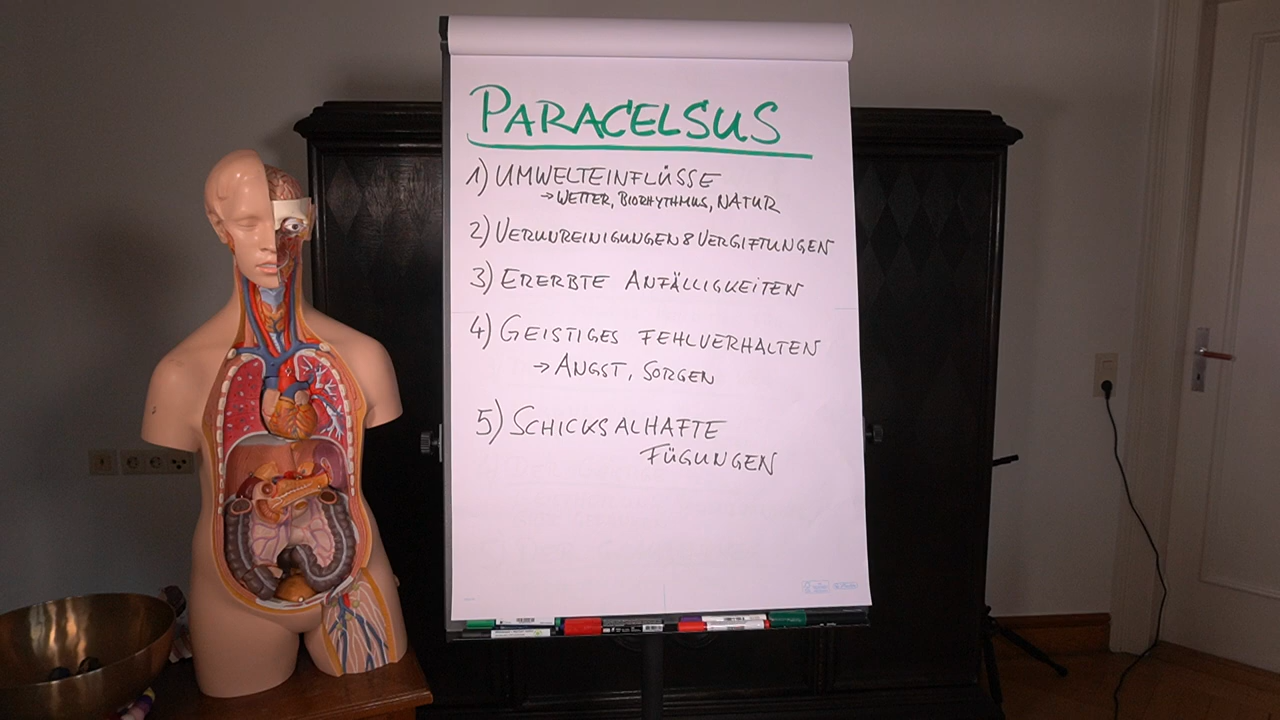 PARACELSUS
1) UMWELTEINFLÜSSE
→ WETTER, BIORHYTHMUS, NATUR
2) VERUNREINIGUNGEN & VERGIFTUNGEN
3) ERERBTE ANFÄLLIGKEITEN
4) GEISTIGES FEHLVERHALTEN
→ ANGST, SORGEN
5) SCHICKSALHAFTE
FÜGUNGEN